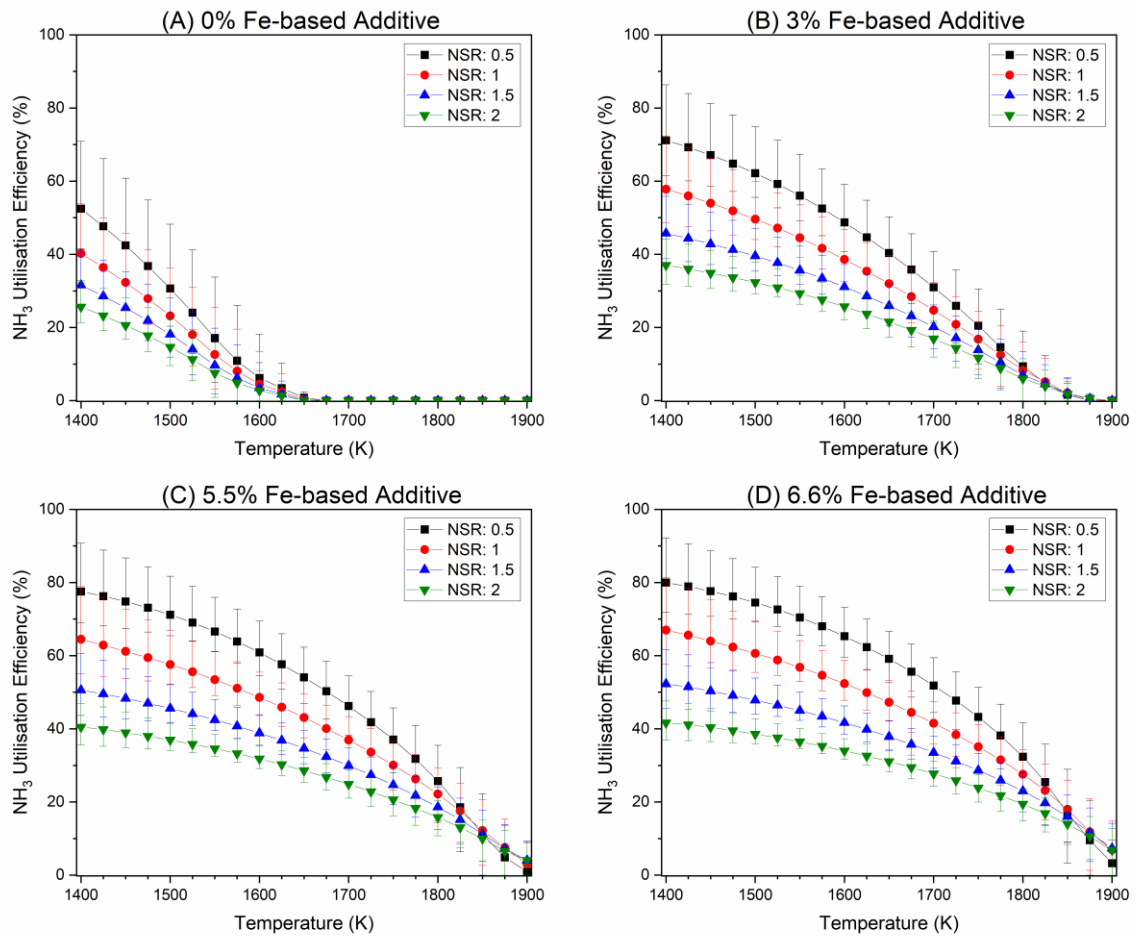 (A) 0% Fe-based Additive
NH₃ Utilisation Efficiency (%)
100
80
60
40
20
0
NSR: 0.5
NSR: 1
NSR: 1.5
NSR: 2
1400 1500 1600 1700 1800 1900
Temperature (K)
(B) 3% Fe-based Additive
NH₃ Utilisation Efficiency (%)
100
80
60
40
20
0
NSR: 0.5
NSR: 1
NSR: 1.5
NSR: 2
1400 1500 1600 1700 1800 1900
Temperature (K)
(C) 5.5% Fe-based Additive
NH₃ Utilisation Efficiency (%)
100
80
60
40
20
0
NSR: 0.5
NSR: 1
NSR: 1.5
NSR: 2
1400 1500 1600 1700 1800 1900
Temperature (K)
(D) 6.6% Fe-based Additive
NH₃ Utilisation Efficiency (%)
100
80
60
40
20
0
NSR: 0.5
NSR: 1
NSR: 1.5
NSR: 2
1400 1500 1600 1700 1800 1900
Temperature (K)